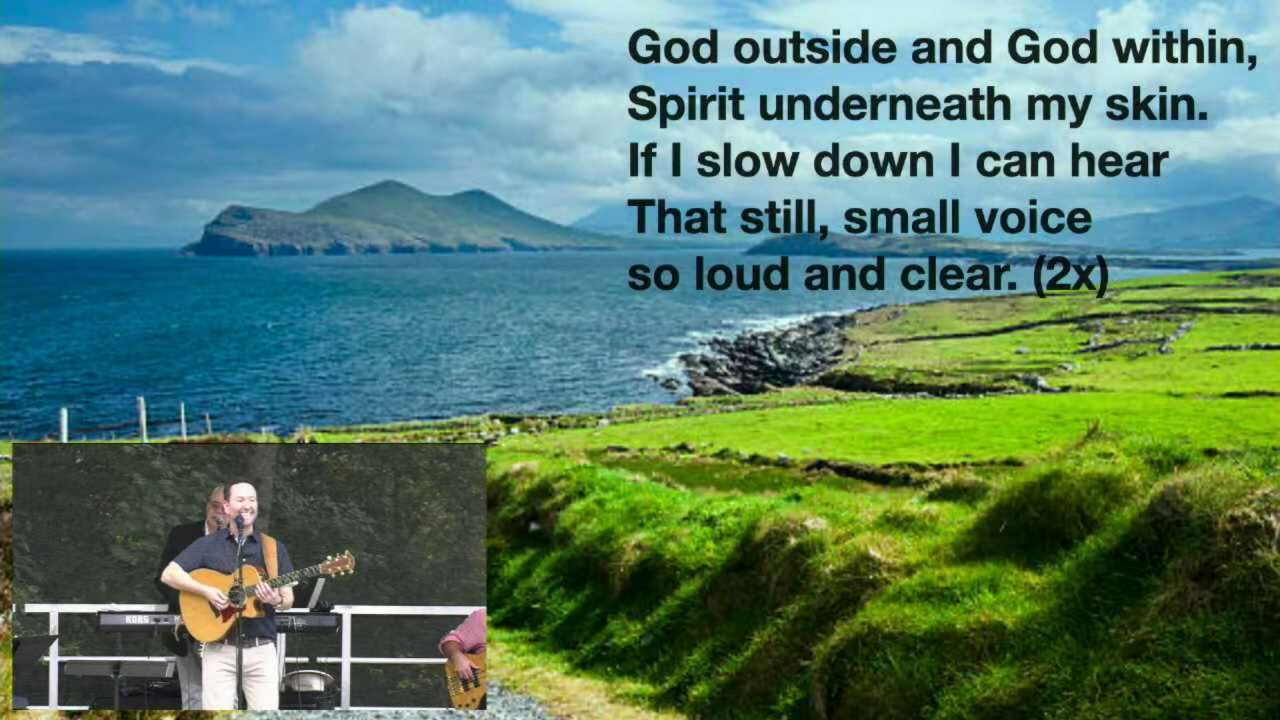 God outside and God within,
Spirit underneath my skin.
If I slow down I can hear
That still, small voice
so loud and clear. (2x)
KORG